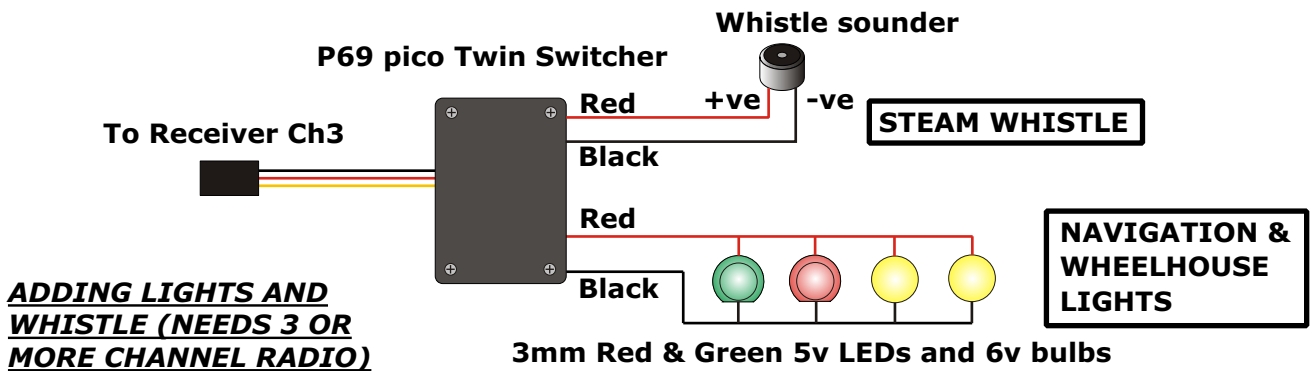 Whistle sounder
P69 pico Twin Switcher
Red
+ve
-ve
STEAM WHISTLE
To Receiver Ch3
Black
Red
NAVIGATION &
WHEELHOUSE
LIGHTS
Black
ADDING LIGHTS AND
WHISTLE (NEEDS 3 OR
MORE CHANNEL RADIO)
3mm Red & Green 5v LEDs and 6v bulbs